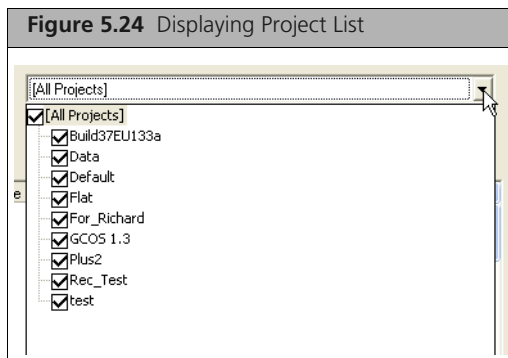 Figure 5.24 Displaying Project List
[All Projects]
[All Projects]
Build37EU133a
Data
Default
Flat
For_Richard
GCOS 1.3
Plus2
Rec_Test
test
e